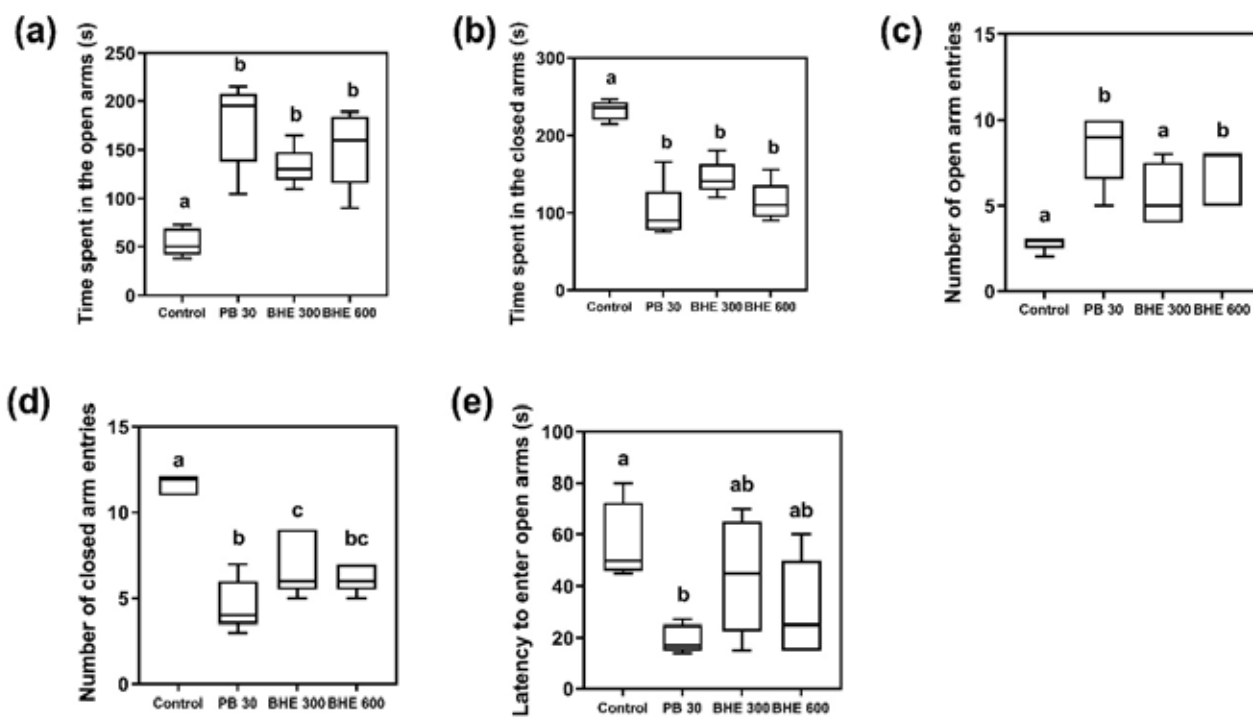 (a)
Time spent in the open arms (s)
250
200
150
100
50
0
a
b
b
b
Control PB 30 BHE 300 BHE 600
(b)
Time spent in the closed arms (s)
300
200
100
0
a
b
b
b
Control PB 30 BHE 300 BHE 600
(c)
Number of open arm entries
15
10
5
0
a
b
a
b
Control PB 30 BHE 300 BHE 600
(d)
Number of closed arm entries
15
10
5
0
a
b
c
bc
Control PB 30 BHE 300 BHE 600
(e)
Latency to enter open arms (s)
100
80
60
40
20
0
a
b
ab
ab
Control PB 30 BHE 300 BHE 600